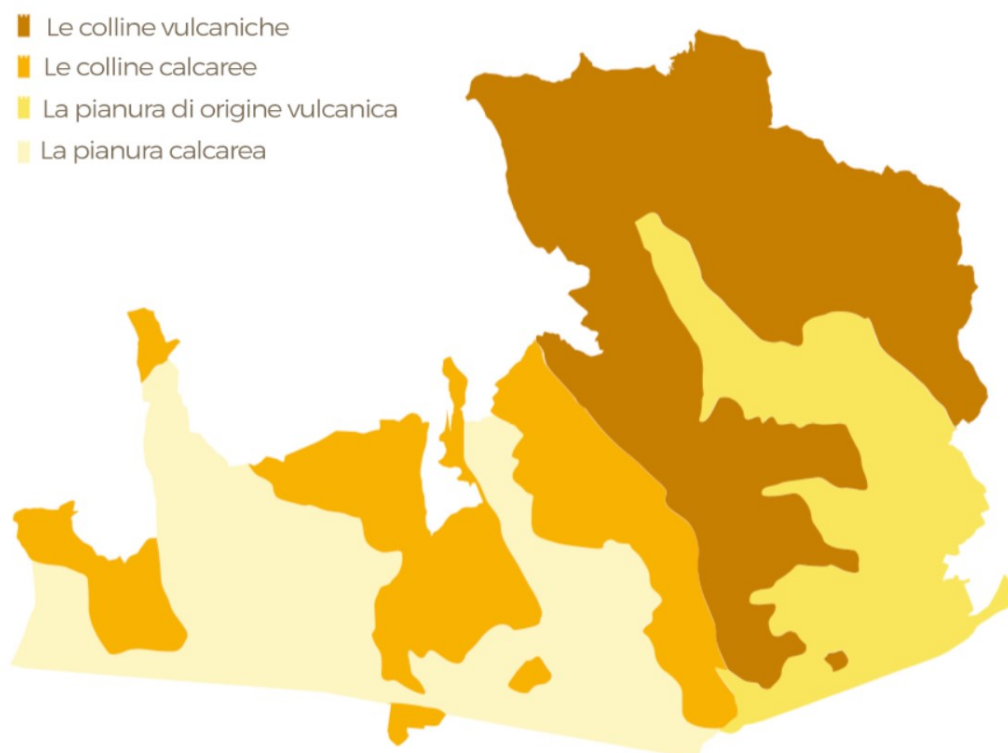 Le colline vulcaniche
Le colline calcaree
La pianura di origine vulcanica
La pianura calcarea